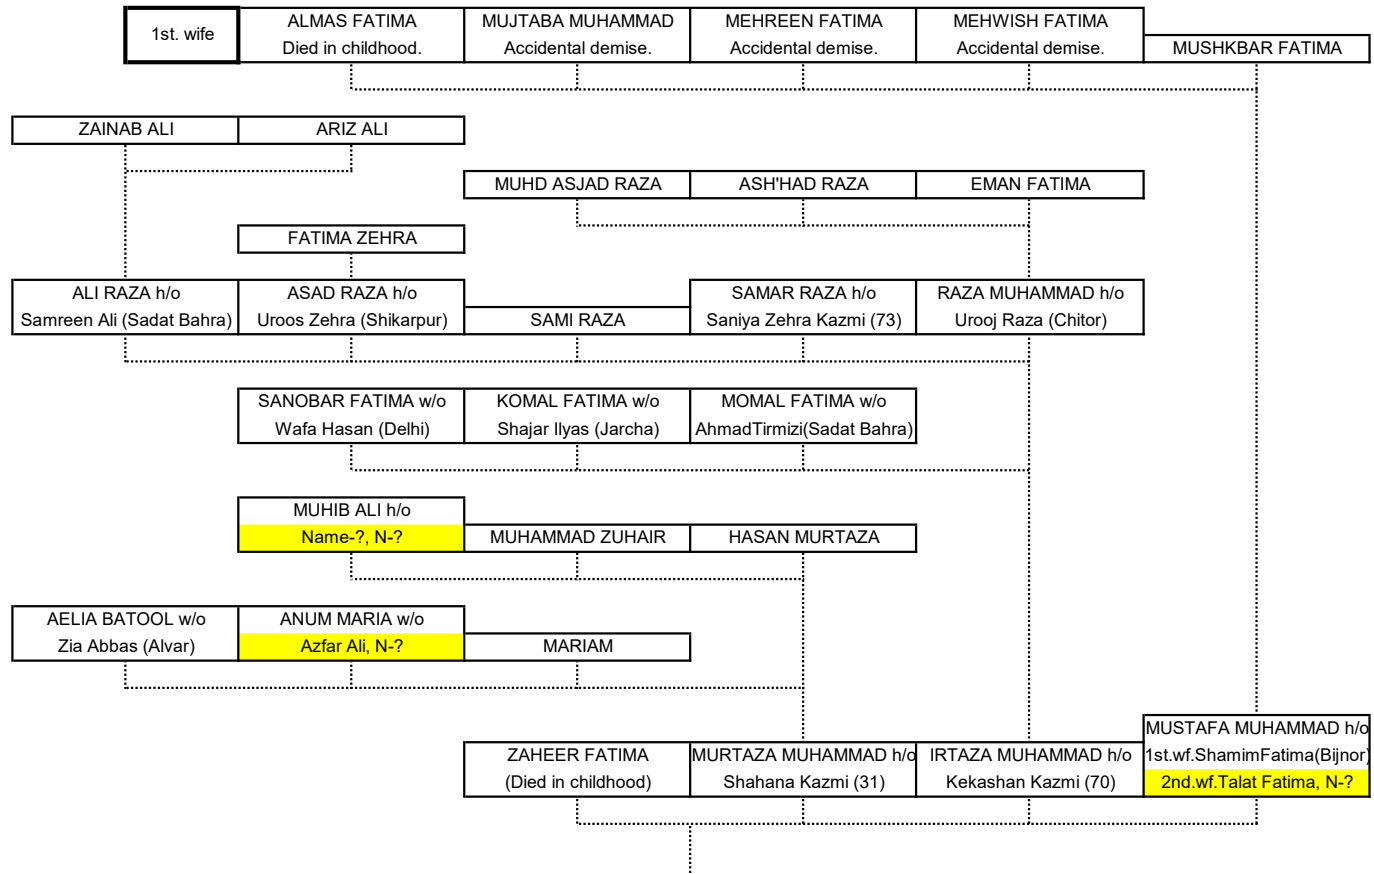 1st. wife
ALMAS FATIMA
Died in childhood.
MUJTABA MUHAMMAD
Accidental demise.
MEHREEN FATIMA
Accidental demise.
MEHWISH FATIMA
Accidental demise.
MUSHKBAR FATIMA
ZAINAB ALI
ARIZ ALI
MUHD ASJAD RAZA
ASH'HAD RAZA
EMAN FATIMA
FATIMA ZEHRA
ALI RAZA h/o
Samreen Ali (Sadat Bahra)
ASAD RAZA h/o
Uroos Zehra (Shikarpur)
SAMI RAZA
SAMAR RAZA h/o
Saniya Zehra Kazmi (73)
RAZA MUHAMMAD h/o
Urooj Raza (Chitor)
SANOBAR FATIMA w/o
Wafa Hasan (Delhi)
KOMAL FATIMA w/o
Shajar Ilyas (Jarcha)
MOMAL FATIMA w/o
AhmadTirmizi(Sadat Bahra)
MUHIB ALI h/o
Name-?, N-?
MUHAMMAD ZUHAIR
HASAN MURTAZA
AELIA BATOOL w/o
Zia Abbas (Alvar)
ANUM MARIA w/o
Azfar Ali, N-?
MARIAM
ZAHEER FATIMA
(Died in childhood)
MURTAZA MUHAMMAD h/o
Shahana Kazmi (31)
IRTAZA MUHAMMAD h/o
Kekashan Kazmi (70)
MUSTAFA MUHAMMAD h/o
1st.wf.ShamimFatima(Bijnor)
2nd.wf.Talat Fatima, N-?